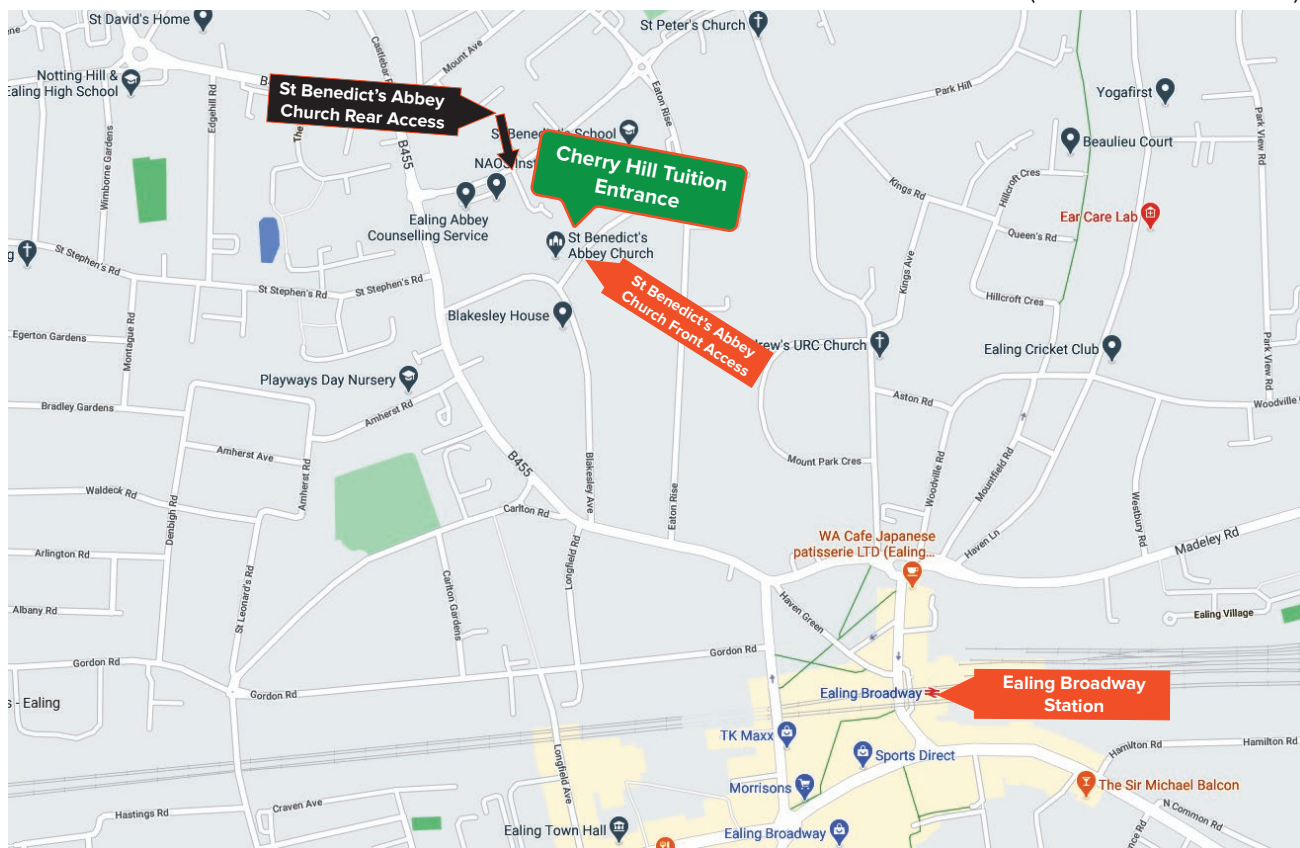 St David's Home
St Peter's Church
Castlebar
Mount Ave
Notting Hill &
Ealing High School
Edgehill Rd
St Benedict's Abbey
Church Rear Access
The
Eaton Rise
Park Hill
Yogafirst
Park View Rd
Wimborne Gardens
B455
St Benedict's School
Beaulieu Court
NAOS Inst
Cherry Hill Tuition
Entrance
Kings Rd
Hillcroft Cres
Ealing Abbey
Counselling Service
Ear Care Lab
Queen's Rd
St Benedict's
Abbey Church
St Stephen's Rd
St Stephen's Rd
St Stephen's Rd
Kings Ave
St Benedict's Abbey
Church Front Access
Hillcroft Cres
Blakesley House
Egerton Gardens
Montague Rd
drew's URC Church
Ealing Cricket Club
Park View Rd
Playways Day Nursery
Bradley Gardens
Amherst Rd
Aston Rd
Woodville
Amherst Ave
Amherst Rd
B455
Blakesley Ave
Eaton Rise
Mount Park Cres
Woodville Rd
Mountfield Rd
Westbury Rd
Waldeck Rd
Denbigh Rd
Carlton Rd
Longfield Rd
WA Cafe Japanese
patisserie LTD (Ealing...
Haven Ln
Madeley Rd
Arlington Rd
St Leonard's Rd
Carlton Gardens
Haven Green
Albany Rd
Ealing Village
Gordon Rd
Gordon Rd
Gordon Rd
s - Ealing
Ealing Broadway
Ealing Broadway
Station
TK Maxx
Sports Direct
Hamilton Rd
Hamilton Rd
Longfield Ave
Morrisons
The Sir Michael Balcon
Hastings Rd
Craven Ave
N Common Rd
Ealing Town Hall
Ealing Broadway